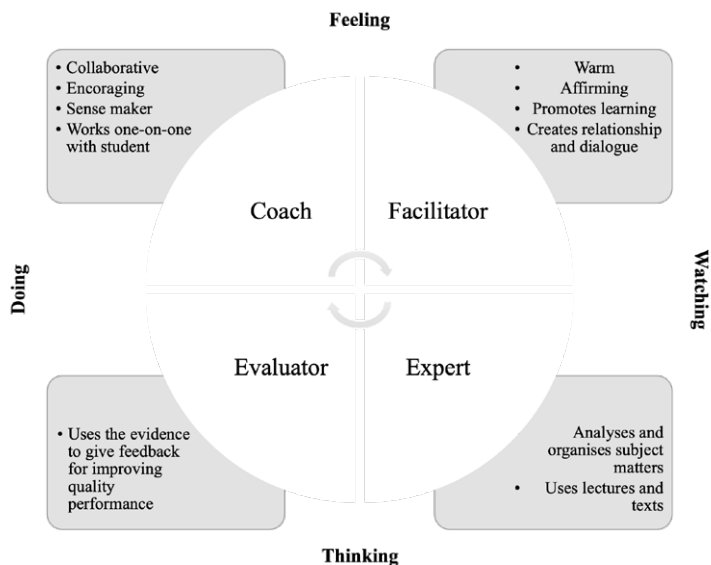 Feeling
• Collaborative
• Encoraging
• Sense maker
• Works one-on-one
with student
• Warm
• Affirming
• Promotes learning
• Creates relationship
and dialogue
Coach
Facilitator
Doing
Watching
Evaluator
Expert
• Uses the evidence
to give feedback
for improving
quality
performance
Analyses and
organises subject
matters
• Uses lectures and
texts
Thinking